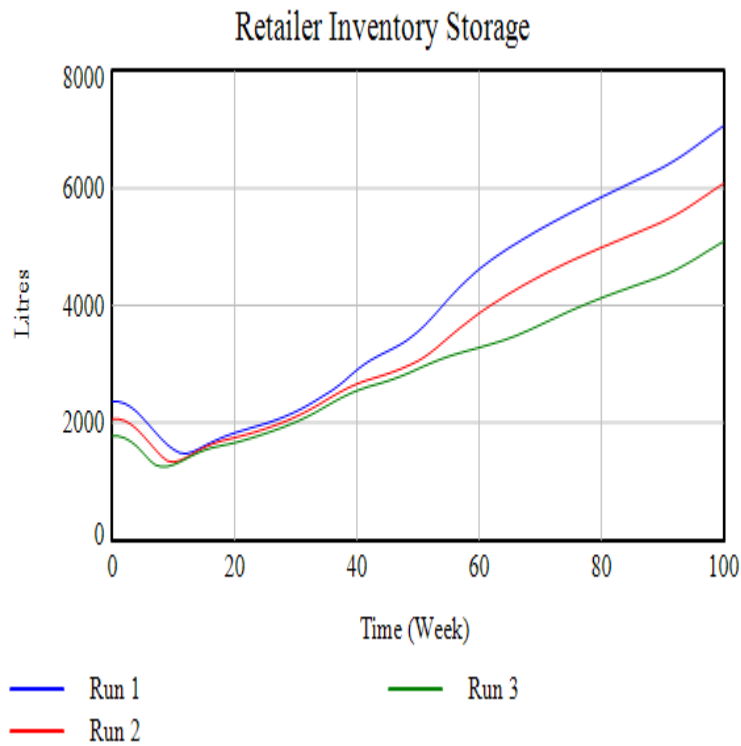 Retailer Inventory Storage
8000
6000
4000
2000
0
Litres
0 20 40 60 80 100
Time (Week)
Run 1 Run 3
Run 2